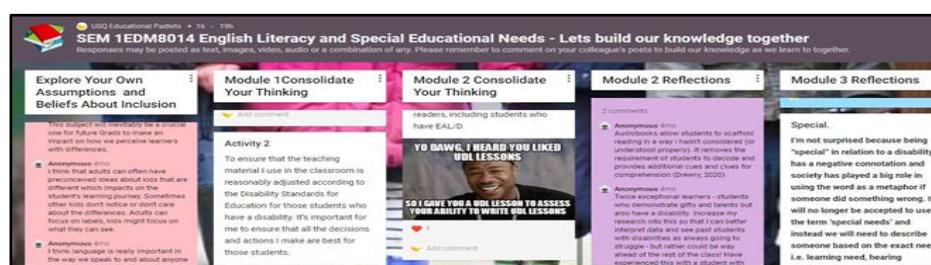 USQ Educational Padlets • 16 • 19h
SEM 1EDM8014 English Literacy and Special Educational Needs - Lets build our knowledge together
Responses may be posted as text, images, video, audio or a combination of any. Please remember to comment on your colleague's posts to build our knowledge as we learn to together.
Explore Your Own
Assumptions and
Beliefs About Inclusion
This subject will inevitably be a crucial
one for future Grads to make an
impact on how we perceive learners
with differences.
Anonymous 4mo
I think that adults can often have
preconceived ideas about kids that are
different which impacts on the
student's learning journey. Sometimes
other kids don't notice or don't care
about the differences. Adults can
focus on labels, kids might focus on
what they can see.
Anonymous 4mo
I think language is really important in
the way we speak to and about anyone
Module 1Consolidate
Your Thinking
Add comment
Activity 2
To ensure that the teaching
material I use in the classroom is
reasonably adjusted according to
the Disability Standards for
Education for those students who
have a disability. It's important for
me to ensure that all the decisions
and actions I make are best for
those students.
Module 2 Consolidate
Your Thinking
readers, including students who
have EAL/D.
YO DAWG, I HEARD YOU LIKED
UDL LESSONS
SO I GAVE YOU A UDL LESSON TO ASSESS
YOUR ABILITY TO WRITE UDL LESSONS
1
Add comment
Module 2 Reflections
2 comments
Anonymous 4mo
Audiobooks allow students to scaffold
reading in a way i hadn't considered (or
understood properly). It removes the
requirement of students to decode and
provides additional cues and clues for
comprehension (Drewry, 2020)
Anonymous 4mo
Twice exceptional learners - students
who demonstrate gifts and talents but
also have a disability. Increase my
research into this so that I can better
interpret data and see past students
with disabilities as always going to
struggle - but rather could be way
ahead of the rest of the class! Have
experienced this with a student with
Module 3 Reflections
Special.
I'm not surprised because being
"special" in relation to a disability
has a negative connotation and
society has played a big role in
using the word as a metaphor if
someone did something wrong. I
will no longer be accepted to use
the term 'special needs' and
instead we will need to describe
someone based on the exact nee
i.e. learning need, hearing